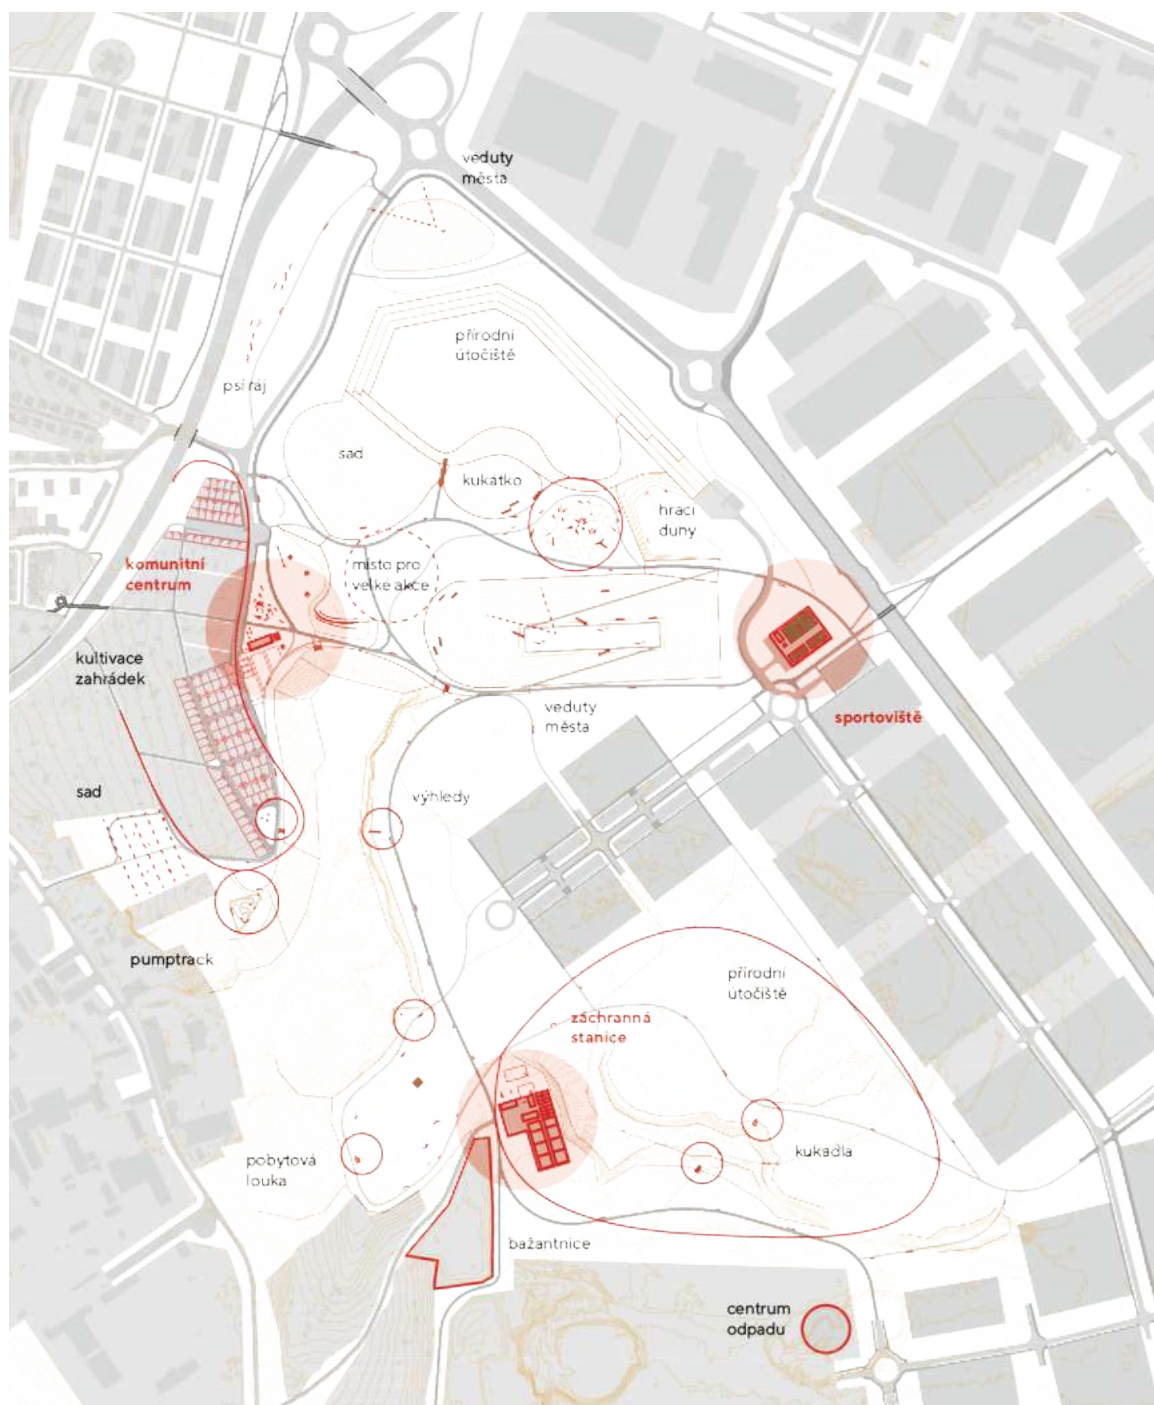 veduty
města
přírodní
útočiště
psí ráj
sad
kukátko
hrací
duny
komunitní
centrum
místo pro
velké akce
kultivace
zahrádek
veduty
města
sportoviště
sad
výhledy
pumptrack
přírodní
útočiště
záchranná
stanice
kukadla
pobytová
louka
bažantnice
centrum
odpadu